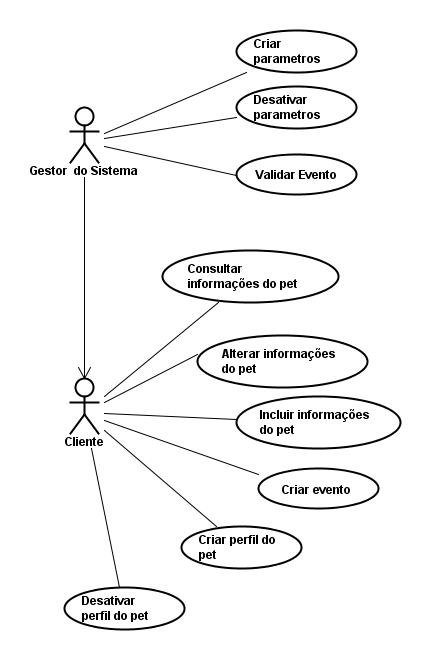 Criar
parametros
Desativar
parametros
Gestor do Sistema
Validar Evento
Consultar
informações do pet
Alterar informações
do pet
Incluir informações
do pet
Cliente
Criar evento
Criar perfil do
pet
Desativar
perfil do pet